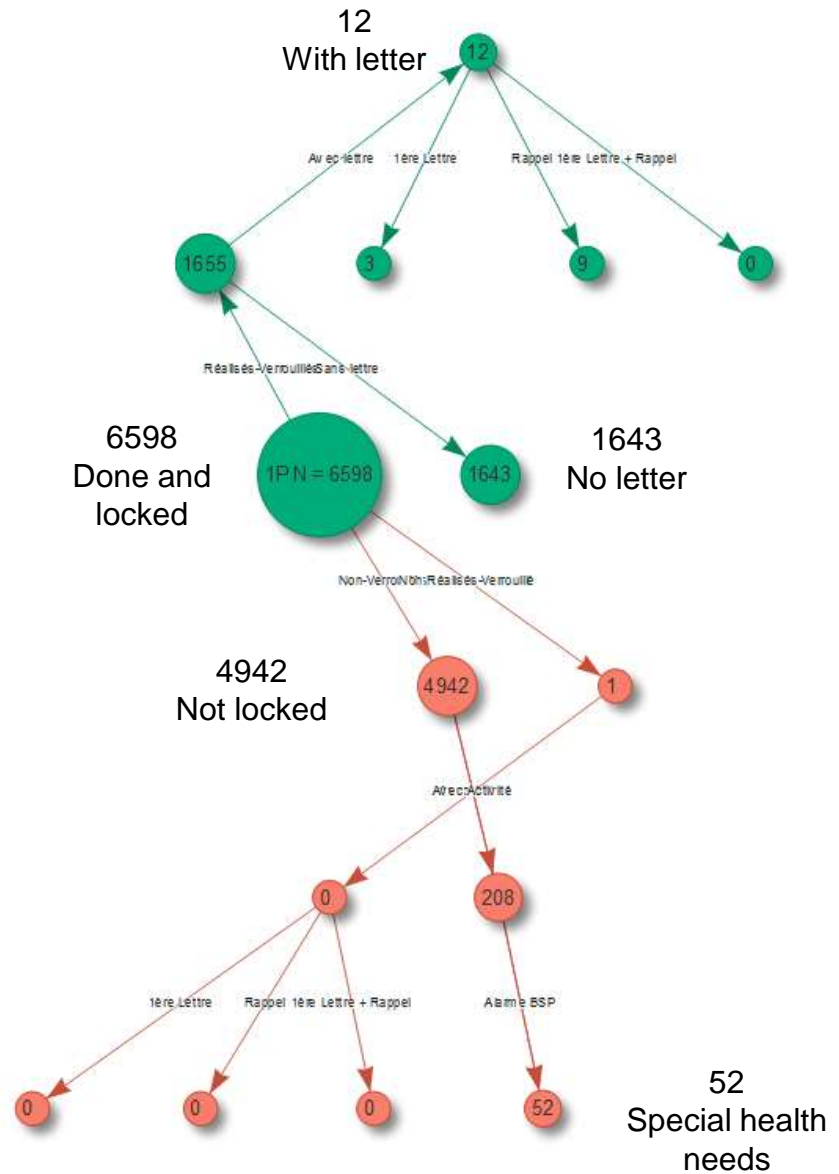 12
With letter
12
Avec lettre
1ère Lettre
Rappel 1ère Lettre + Rappel
1655
3
9
0
Réalisés-Verrouillés Sans lettre
6598
Done and
locked
1PN = 6598
1643
1643
No letter
Réalisés-Verrouillé
4942
Not locked
4942
1
Activité
0
208
1ère Lettre
Rappel 1ère Lettre + Rappel
Alarme BSP
0
0
0
52
52
Special health
needs